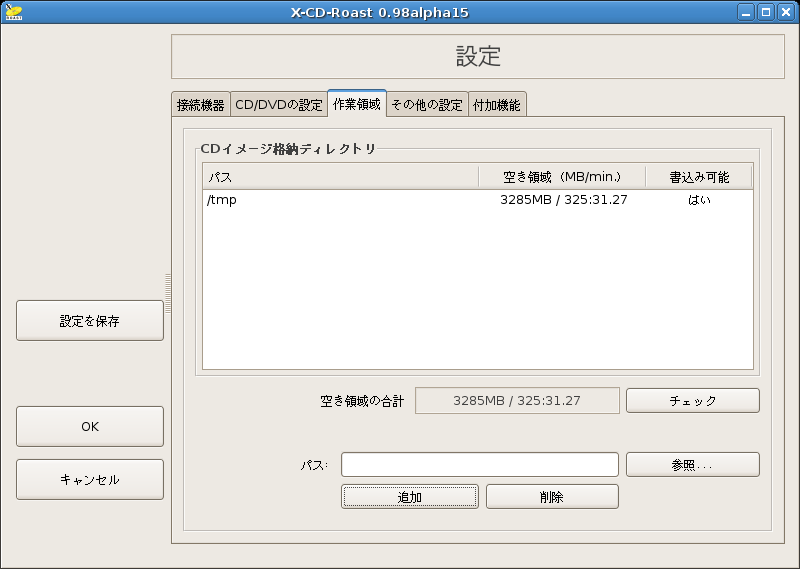 X-CD-Roast 0.98alpha15
設定
接続機器 CD/DVDの設定 作業領域 その他の設定 付加機能
CDイメージ格納ディレクトリ
パス 空き領域 (MB/min.) 書込み可能
/tmp 3285MB / 325:31.27 はい
設定を保存
空き領域の合計 3285MB / 325:31.27 チェック
OK
パス: 参照...
キャンセル
追加 削除